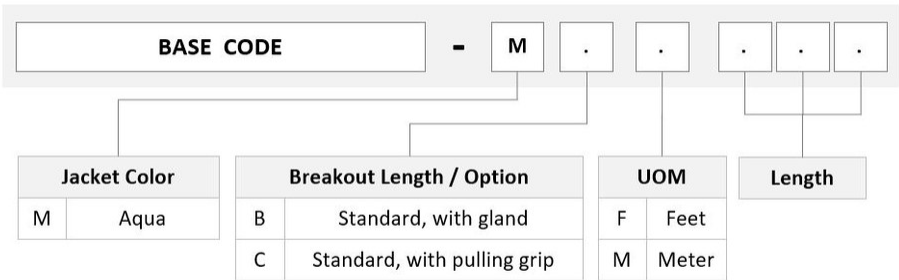 BASE CODE - M . . . . .
Jacket Color Breakout Length / Option UOM Length
M Aqua B Standard, with gland F Feet
C Standard, with pulling grip M Meter